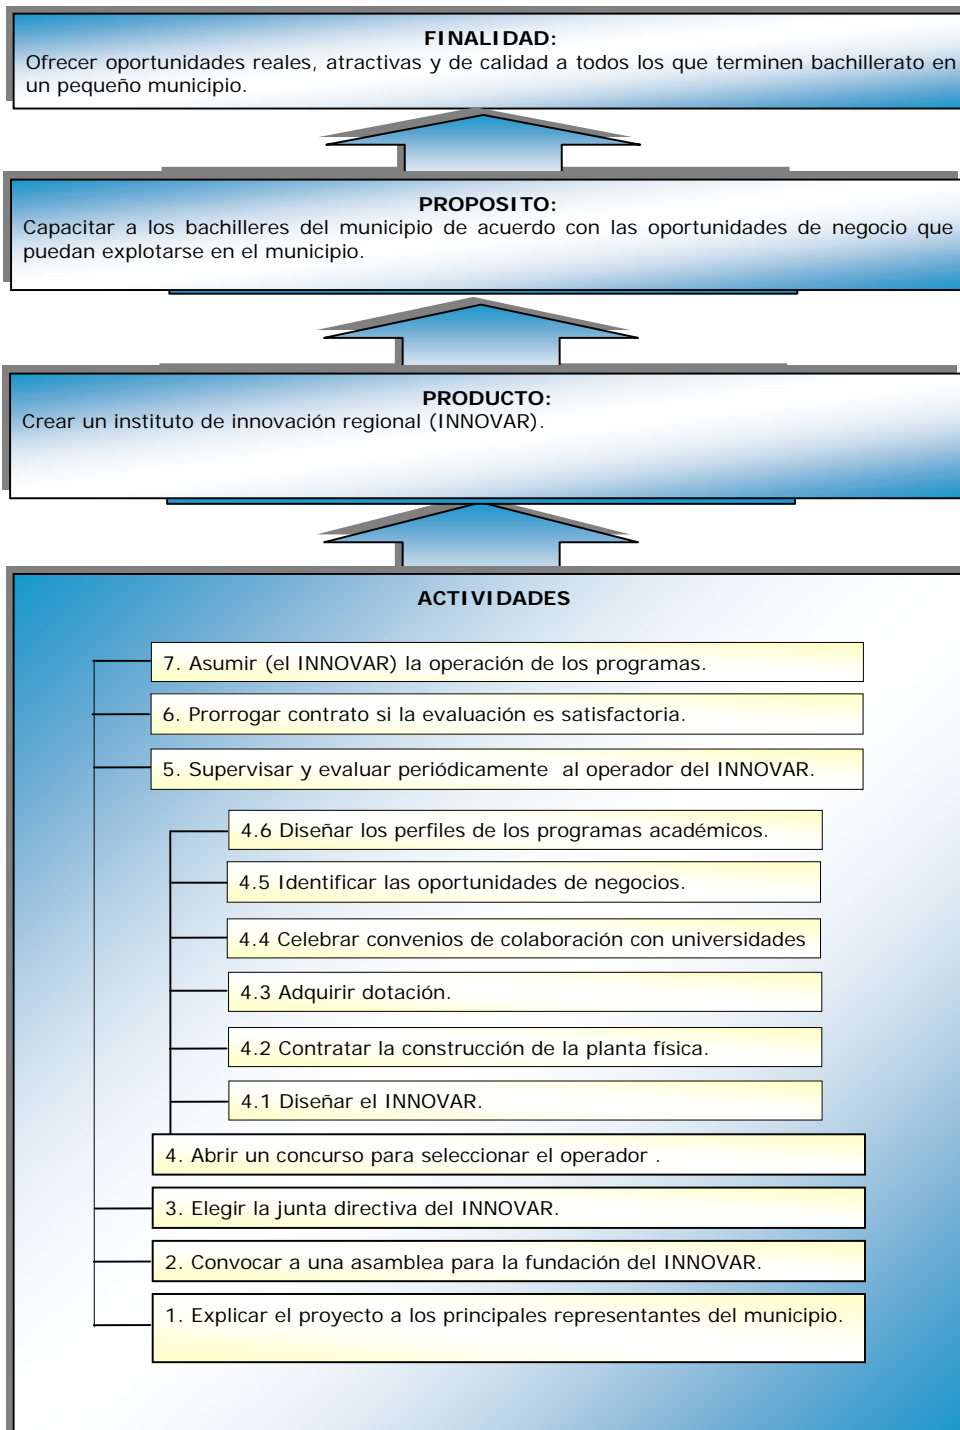 FINALIDAD:
Ofrecer oportunidades reales, atractivas y de calidad a todos los que terminen bachillerato en
un pequeño municipio.
PROPOSITO:
Capacitar a los bachilleres del municipio de acuerdo con las oportunidades de negocio que
puedan explotarse en el municipio.
PRODUCTO:
Crear un instituto de innovación regional (INNOVAR).
ACTIVIDADES
7. Asumir (el INNOVAR) la operación de los programas.
6. Prorrogar contrato si la evaluación es satisfactoria.
5. Supervisar y evaluar periódicamente  al operador del INNOVAR.
4.6 Diseñar los perfiles de los programas académicos.
4.5 Identificar las oportunidades de negocios.
4.4 Celebrar convenios de colaboración con universidades
4.3 Adquirir dotación.
4.2 Contratar la construcción de la planta física.
4.1 Diseñar el INNOVAR.
4. Abrir un concurso para seleccionar el operador .
3. Elegir la junta directiva del INNOVAR.
2. Convocar a una asamblea para la fundación del INNOVAR.
1. Explicar el proyecto a los principales representantes del municipio.